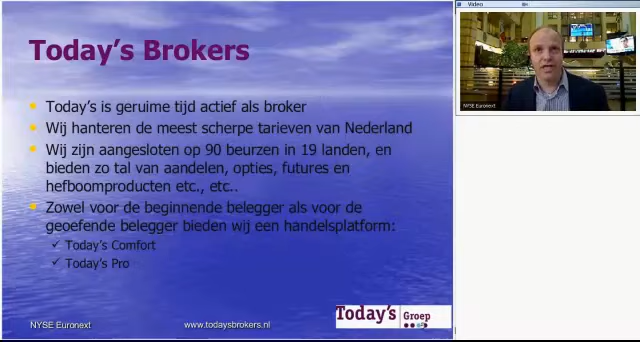 Video
Today's Brokers
NYSE Euronext
Today's is geruime tijd actief als broker
Wij hanteren de meest scherpe tarieven van Nederland
Wij zijn aangesloten op 90 beurzen in 19 landen, en
bieden zo tal van aandelen, opties, futures en
hefboomproducten etc., etc..
Zowel voor de beginnende belegger als voor de
geoefende belegger bieden wij een handelsplatform:
Today's Comfort
Today's Pro
NYSE Euronext
www.todaysbrokers.nl
Today's Groep